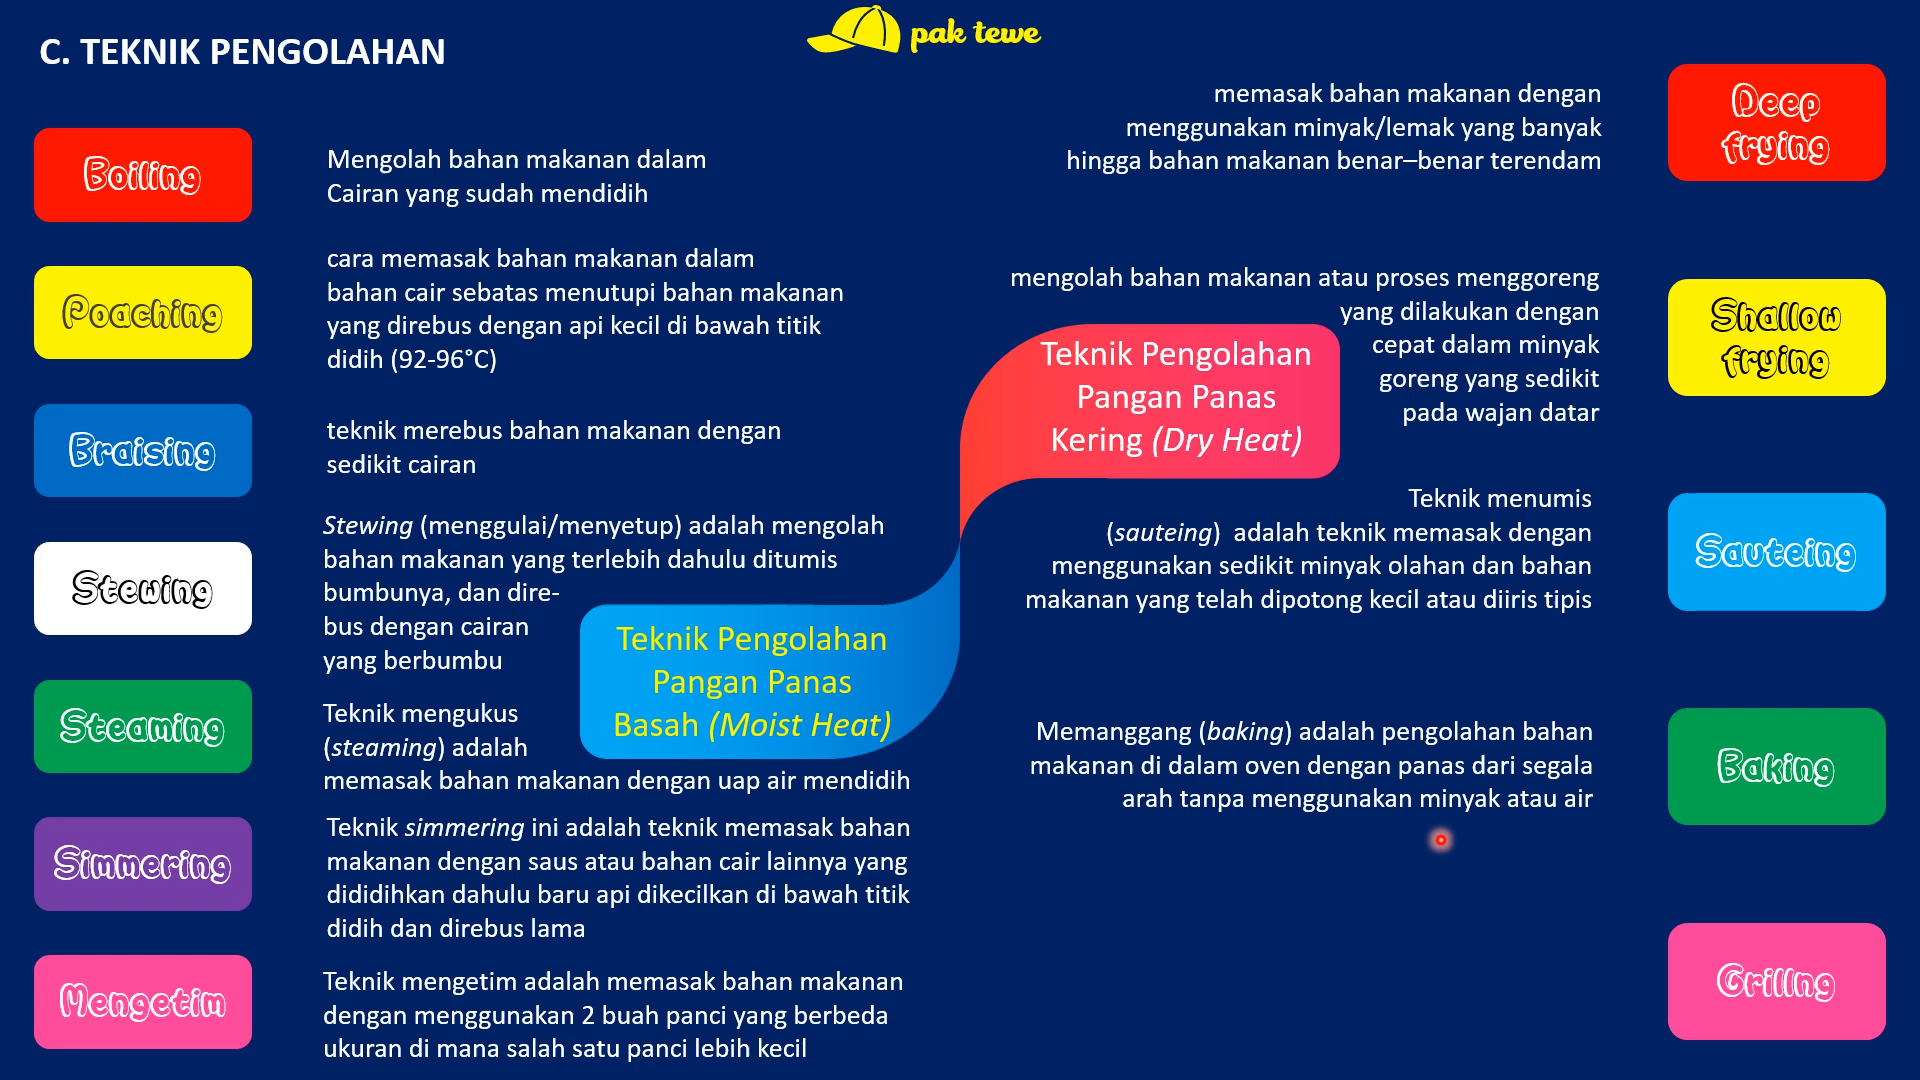 C. TEKNIK PENGOLAHAN
pak tewe
Boiling
Mengolah bahan makanan dalam
Cairan yang sudah mendidih
Poaching
cara memasak bahan makanan dalam
bahan cair sebatas menutupi bahan makanan
yang direbus dengan api kecil di bawah titik
didih (92-96°C)
Braising
teknik merebus bahan makanan dengan
sedikit cairan
Stewing
Stewing (menggulai/menyetup) adalah mengolah
bahan makanan yang terlebih dahulu ditumis
bumbunya, dan dire-
bus dengan cairan
yang berbumbu
Steaming
Teknik mengukus
(steaming) adalah
memasak bahan makanan dengan uap air mendidih
Simmering
Teknik simmering ini adalah teknik memasak bahan
makanan dengan saus atau bahan cair lainnya yang
dididihkan dahulu baru api dikecilkan di bawah titik
didih dan direbus lama
Mengetim
Teknik mengetim adalah memasak bahan makanan
dengan menggunakan 2 buah panci yang berbeda
ukuran di mana salah satu panci lebih kecil
Teknik Pengolahan
Pangan Panas
Basah (Moist Heat)
Teknik Pengolahan
Pangan Panas
Kering (Dry Heat)
memasak bahan makanan dengan
menggunakan minyak/lemak yang banyak
hingga bahan makanan benar–benar terendam
Deep
frying
mengolah bahan makanan atau proses menggoreng
yang dilakukan dengan
cepat dalam minyak
goreng yang sedikit
pada wajan datar
Shallow
frying
Teknik menumis
(sauteing) adalah teknik memasak dengan
menggunakan sedikit minyak olahan dan bahan
makanan yang telah dipotong kecil atau diiris tipis
Sauteing
Memanggang (baking) adalah pengolahan bahan
makanan di dalam oven dengan panas dari segala
arah tanpa menggunakan minyak atau air
Baking
Grillng